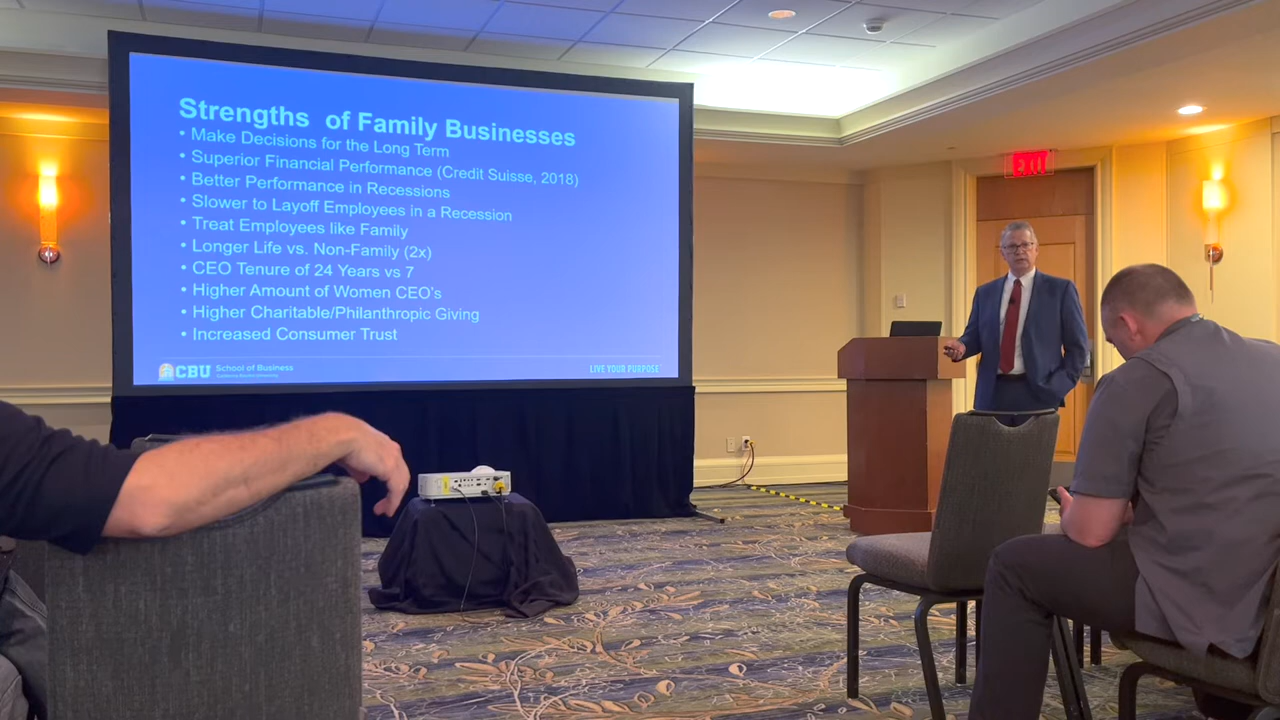 Strengths of Family Businesses
• Make Decisions for the Long Term
• Superior Financial Performance (Credit Suisse, 2018)
• Better Performance in Recessions
• Slower to Layoff Employees in a Recession
• Treat Employees like Family
• Longer Life vs. Non-Family (2x)
• CEO Tenure of 24 Years vs 7
• Higher Amount of Women CEO's
• Higher Charitable/Philanthropic Giving
• Increased Consumer Trust
CBU School of Business
California Baptist University
LIVE YOUR PURPOSE
EXIT